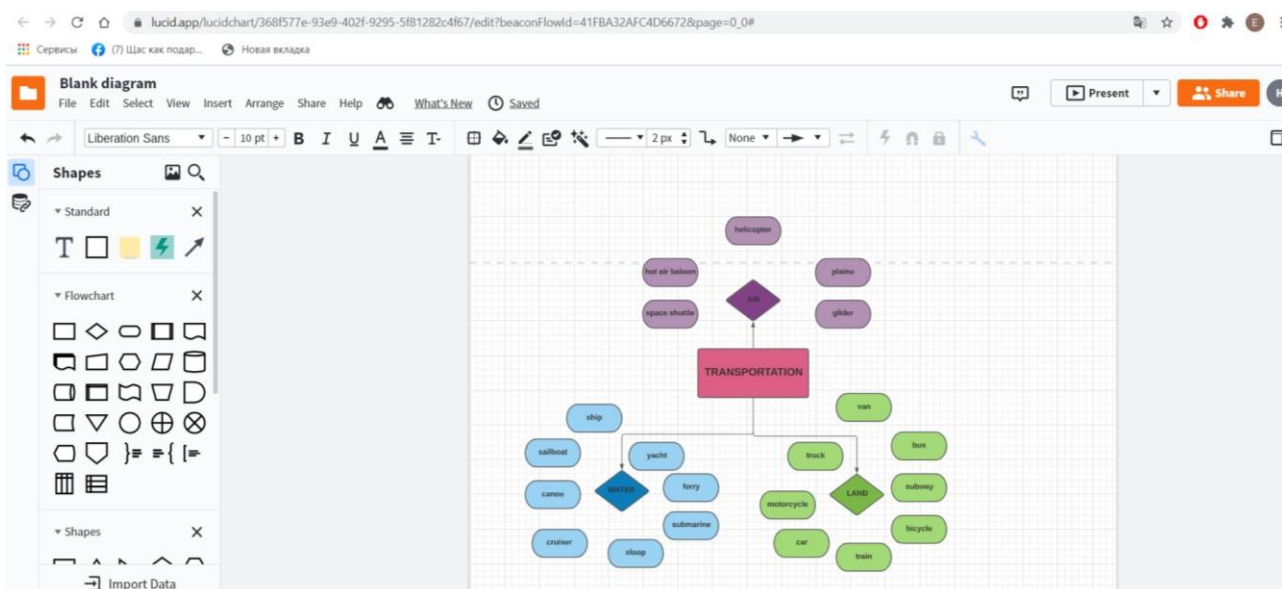 lucid.app/lucidchart/368f577e-93e9-402f-9295-5f81282c4f67/edit?beaconFlowId=41FBA32AFC4D6672&page=0_0#
E
Сервисы (7) Щас как подар... Новая вкладка
Blank diagram
File Edit Select View Insert Arrange Share Help What's New Saved
Present Share H
Liberation Sans - 10 pt + B I U A T 2 px None
Shapes
Standard
T
Flowchart
Shapes
Import Data
helicopter
hot air baloon
plaine
AIR
space shuttle
glider
TRANSPORTATION
van
ship
bus
sailboat
yacht
truck
WATER
ferry
LAND
subway
canoe
motorcycle
submarine
bicycle
cruiser
car
sloop
train